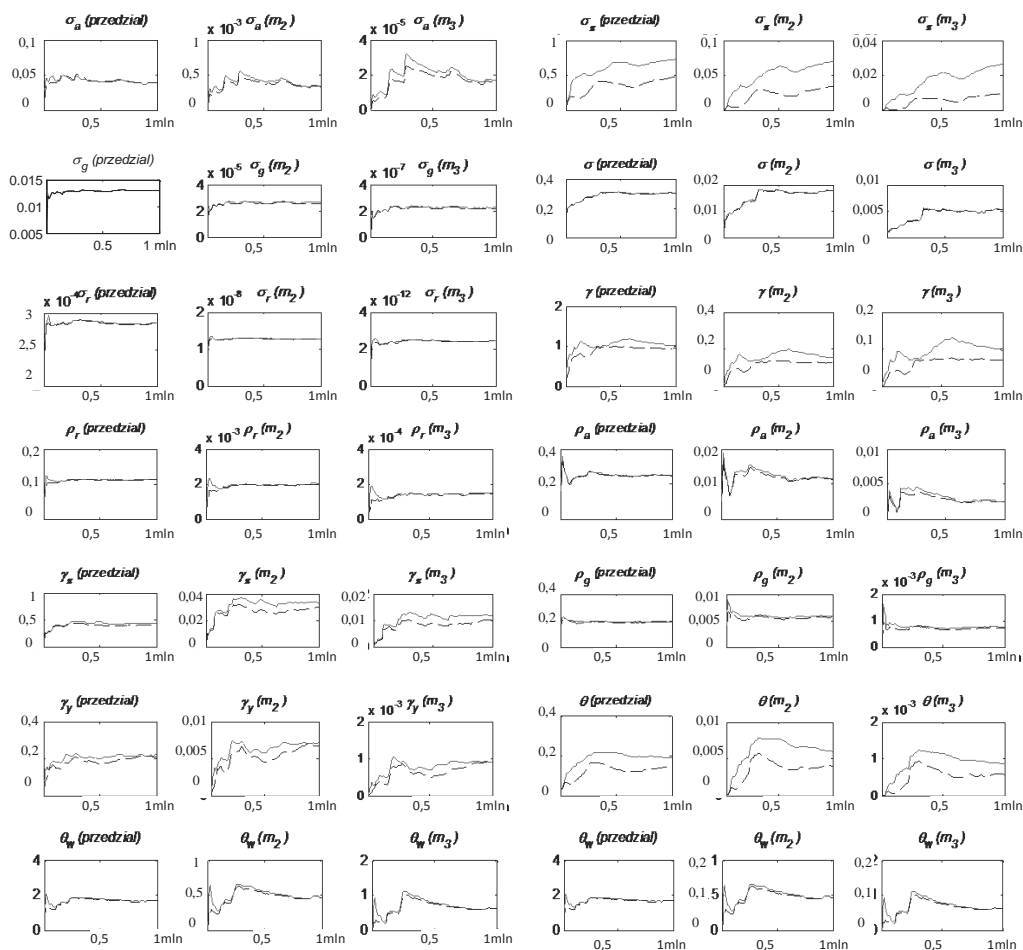 σa (przedzial) × 10⁻³ σa (m2) × 10⁻⁵ σa (m3) σz (przedzial) σz (m2) σz (m3)
0,1 1 4 1 0,1 0,04
0,05 0,5 2 0,5 0,05 0,02
0 0 0 0 0 0
0,5 1mln 0,5 1mln 0,5 1mln 0,5 1mln 0,5 1mln 0,5 1mln
σg (przedzial) × 10⁻⁵ σg (m2) × 10⁻⁷ σg (m3) σ (przedzial) σ (m2) σ (m3)
0.015 4 4 0,4 0,02 0,01
0.01 2 2 0,2 0,01 0,005
0.005 0 0 0 0 0
0.5 1 mln 0,5 1mln 0,5 1mln 0,5 1mln 0,5 1mln 0,5 1mln
× 10⁻⁴ σr (przedzial) × 10⁻⁸ σr (m2) × 10⁻¹² σr (m3) γ (przedzial) γ (m2) γ (m3)
3 2 4 2 0,4 0,2
2,5 1 2 1 0,2 0,1
2 0 0 0 0 0
0,5 1mln 0,5 1mln 0,5 1mln 0,5 1mln 0,5 1mln 0,5 1mln
ρr (przedzial) × 10⁻³ ρr (m2) × 10⁻⁴ ρr (m3) ρa (przedzial) ρa (m2) ρa (m3)
0,2 4 4 0,4 0,02 0,01
0,1 2 2 0,2 0,01 0,005
0 0 0 0 0 0
0,5 1mln 0,5 1mln 0,5 1mln 0,5 1mln 0,5 1mln 0,5 1mln
γz (przedzial) γz (m2) γz (m3) ρg (przedzial) ρg (m2) × 10⁻³ ρg (m3)
1 0,04 0,02 0,4 0,01 2
0,5 0,02 0,01 0,2 0,005 1
0 0 0 0 0 0
0,5 1mln 0,5 1mln 0,5 1mln 0,5 1mln 0,5 1mln 0,5 1mln
γy (przedzial) γy (m2) × 10⁻³ γy (m3) θ (przedzial) θ (m2) × 10⁻³ θ (m3)
0,4 0,01 2 0,4 0,01 2
0,2 0,005 1 0,2 0,005 1
0 0 0 0 0
0,5 1mln 0,5 1mln 0,5 1mln 0,5 1mln 0,5 1mln 0,5 1mln
θw (przedzial) θw (m2) θw (m3) θw (przedzial) θw (m2) θw (m3)
4 1 2 4 1 0,2
2 0,5 1 2 0,1
0 0 0 0 0 0
0,5 1mln 0,5 1mln 0,5 1mln 0,5 1mln 0,5 1mln 0,5 1mln